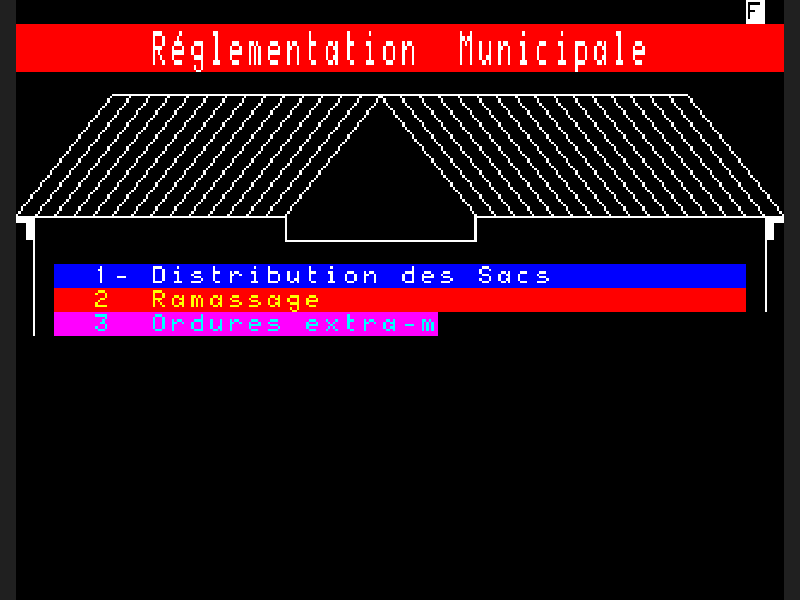 F
Réglementation Municipale
1- Distribution des Sacs
2 Ramassage
3 Ordures extra-m